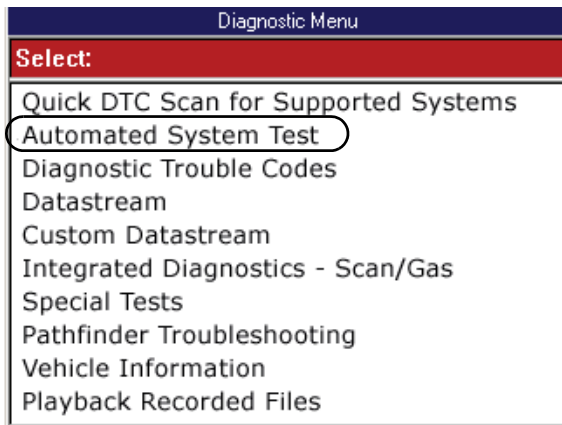 Diagnostic Menu
Select:
Quick DTC Scan for Supported Systems
Automated System Test
Diagnostic Trouble Codes
Datastream
Custom Datastream
Integrated Diagnostics - Scan/Gas
Special Tests
Pathfinder Troubleshooting
Vehicle Information
Playback Recorded Files